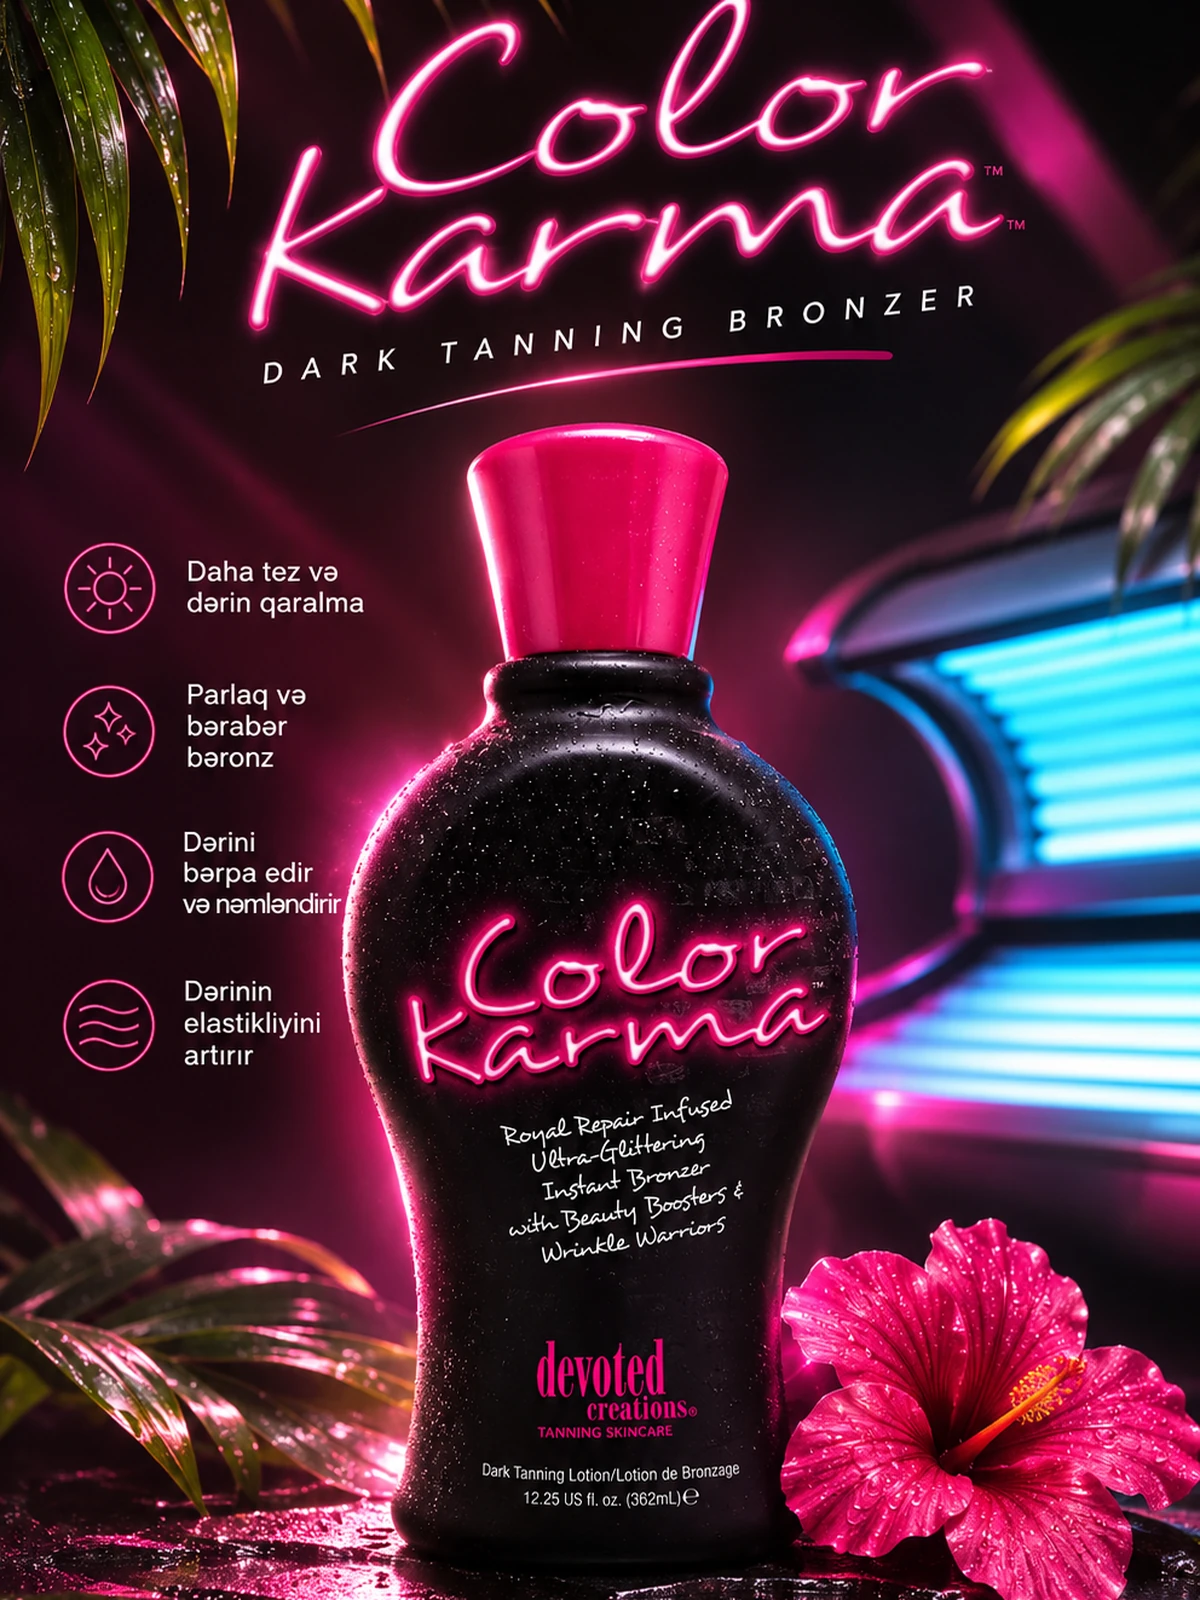 Color
Karma™
™
DARK TANNING BRONZER
Daha tez və
dərin qaralma
Parlaq və
bərabər
bəronz
Dərini
bərpa edir
və nəmləndirir
Dərinin
elastikliyini
artırır
Color
Karma™
Royal Repair Infused
Ultra-Glittering
Instant Bronzer
with Beauty Boosters &
Wrinkle Warriors
devoted
creations®
TANNING SKINCARE
Dark Tanning Lotion/Lotion de Bronzage
12.25 US fl. oz. (362mL)℮